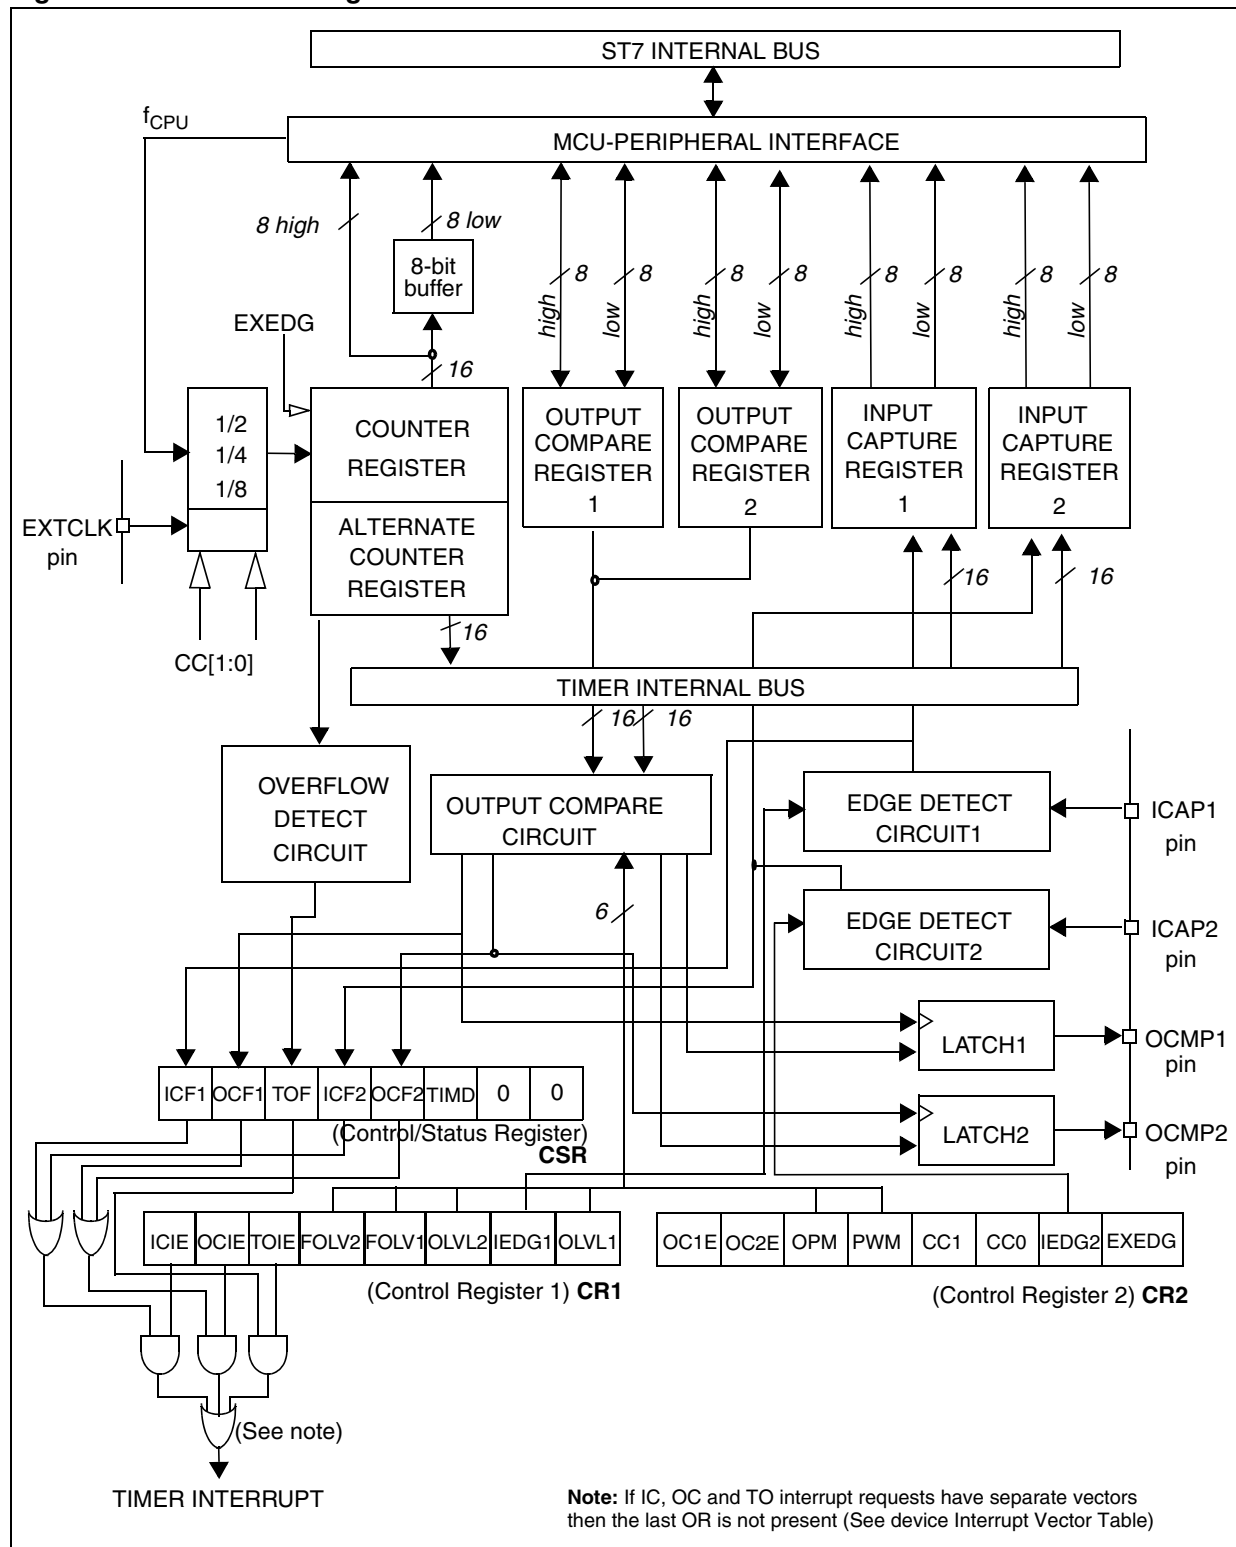 ST7 INTERNAL BUS
fCPU
MCU-PERIPHERAL INTERFACE
8 high
8 low
8-bit
buffer
8
8
8
8
8
8
8
8
high
low
high
low
high
low
high
low
EXEDG
16
1/2
1/4
1/8
COUNTER
REGISTER
OUTPUT
COMPARE
REGISTER
1
OUTPUT
COMPARE
REGISTER
2
INPUT
CAPTURE
REGISTER
1
INPUT
CAPTURE
REGISTER
2
EXTCLK
pin
ALTERNATE
COUNTER
REGISTER
16
16
16
CC[1:0]
TIMER INTERNAL BUS
16
16
OVERFLOW
DETECT
CIRCUIT
OUTPUT COMPARE
CIRCUIT
EDGE DETECT
CIRCUIT1
ICAP1
pin
6
EDGE DETECT
CIRCUIT2
ICAP2
pin
LATCH1
OCMP1
pin
ICF1 OCF1 TOF ICF2 OCF2 TIMD 0 0
(Control/Status Register)
CSR
LATCH2
OCMP2
pin
ICIE OCIE TOIE FOLV2 FOLV1 OLVL2 IEDG1 OLVL1
OC1E OC2E OPM PWM CC1 CC0 IEDG2 EXEDG
(Control Register 1) CR1
(Control Register 2) CR2
(See note)
TIMER INTERRUPT
Note: If IC, OC and TO interrupt requests have separate vectors
then the last OR is not present (See device Interrupt Vector Table)